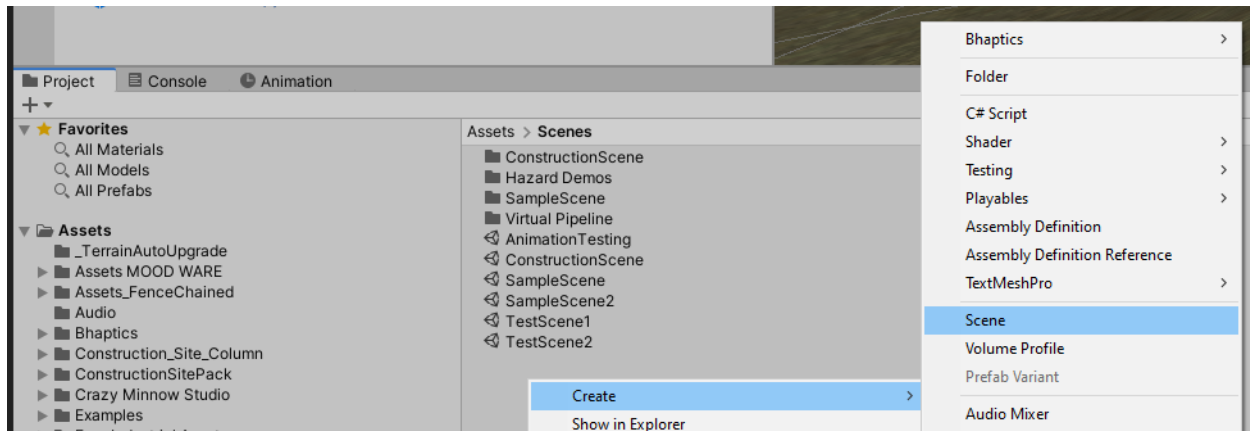 Project Console Animation
Favorites
All Materials
All Models
All Prefabs
Assets
_TerrainAutoUpgrade
Assets MOOD WARE
Assets_FenceChained
Audio
Bhaptics
Construction_Site_Column
ConstructionSitePack
Crazy Minnow Studio
Examples
Assets > Scenes
ConstructionScene
Hazard Demos
SampleScene
Virtual Pipeline
AnimationTesting
ConstructionScene
SampleScene
SampleScene2
TestScene1
TestScene2
Create
Show in Explorer
Bhaptics
Folder
C# Script
Shader
Testing
Playables
Assembly Definition
Assembly Definition Reference
TextMeshPro
Scene
Volume Profile
Prefab Variant
Audio Mixer